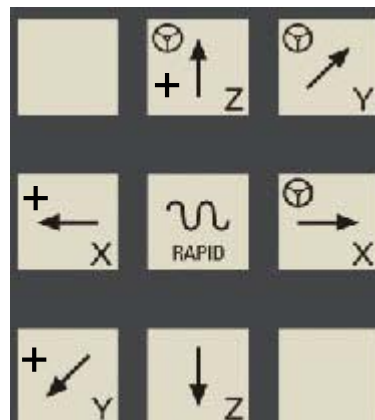 + Z
Y
+ X
RAPID
X
+ Y
Z